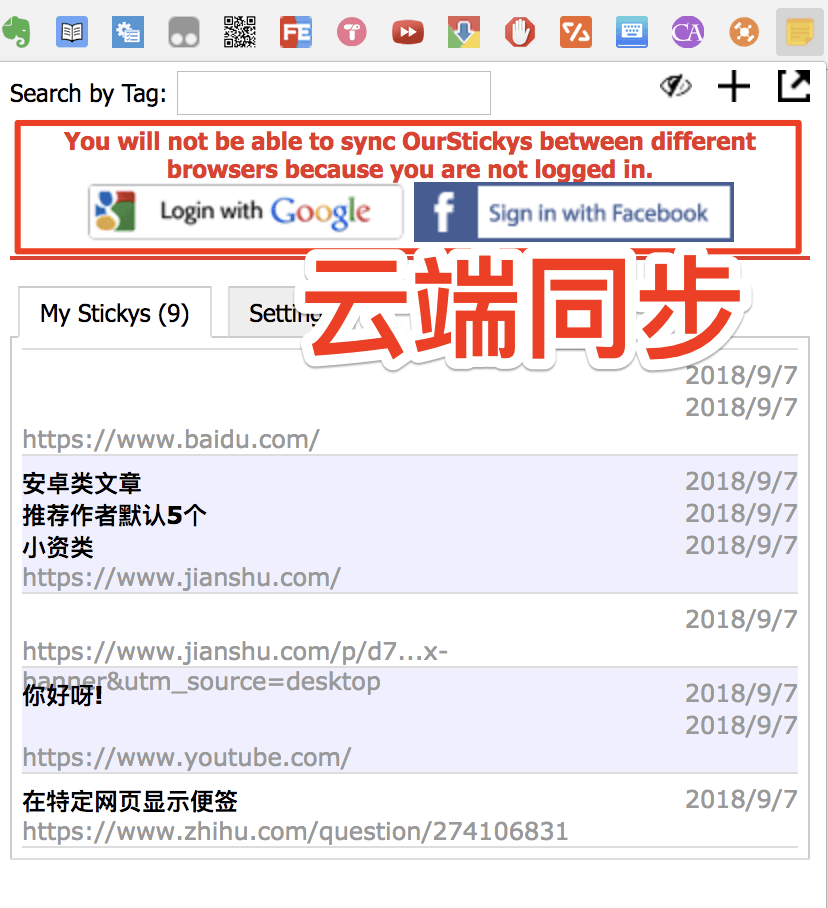 FE
CA
Search by Tag:
You will not be able to sync OurStickys between different
browsers because you are not logged in.
Login with Google
f Sign in with Facebook
云端同步
My Stickys (9)
2018/9/7
2018/9/7
https://www.baidu.com/
安卓类文章 2018/9/7
推荐作者默认5个 2018/9/7
小资类 2018/9/7
https://www.jianshu.com/
2018/9/7
https://www.jianshu.com/p/d7...x-
banner&utm_source=desktop
你好呀! 2018/9/7
2018/9/7
https://www.youtube.com/
在特定网页显示便签 2018/9/7
https://www.zhihu.com/question/274106831